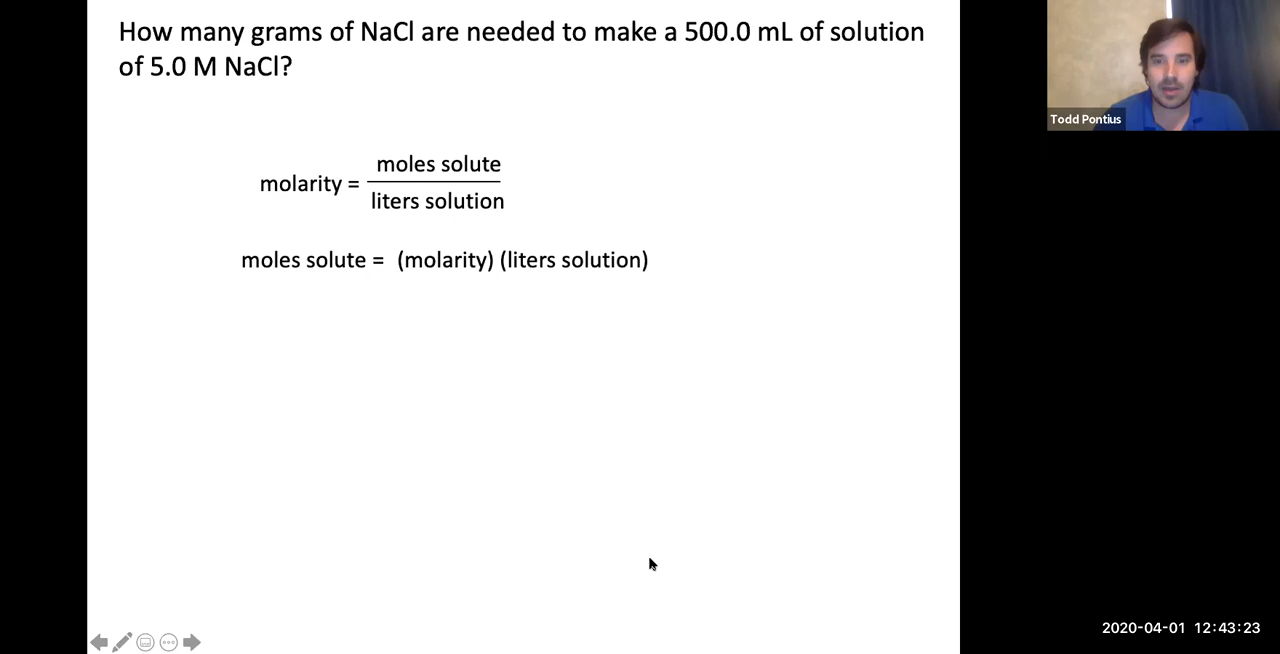 How many grams of NaCl are needed to make a 500.0 mL of solution
of 5.0 M NaCl?
molarity = moles solute
liters solution
moles solute = (molarity) (liters solution)
Todd Pontius
2020-04-01 12:43:23